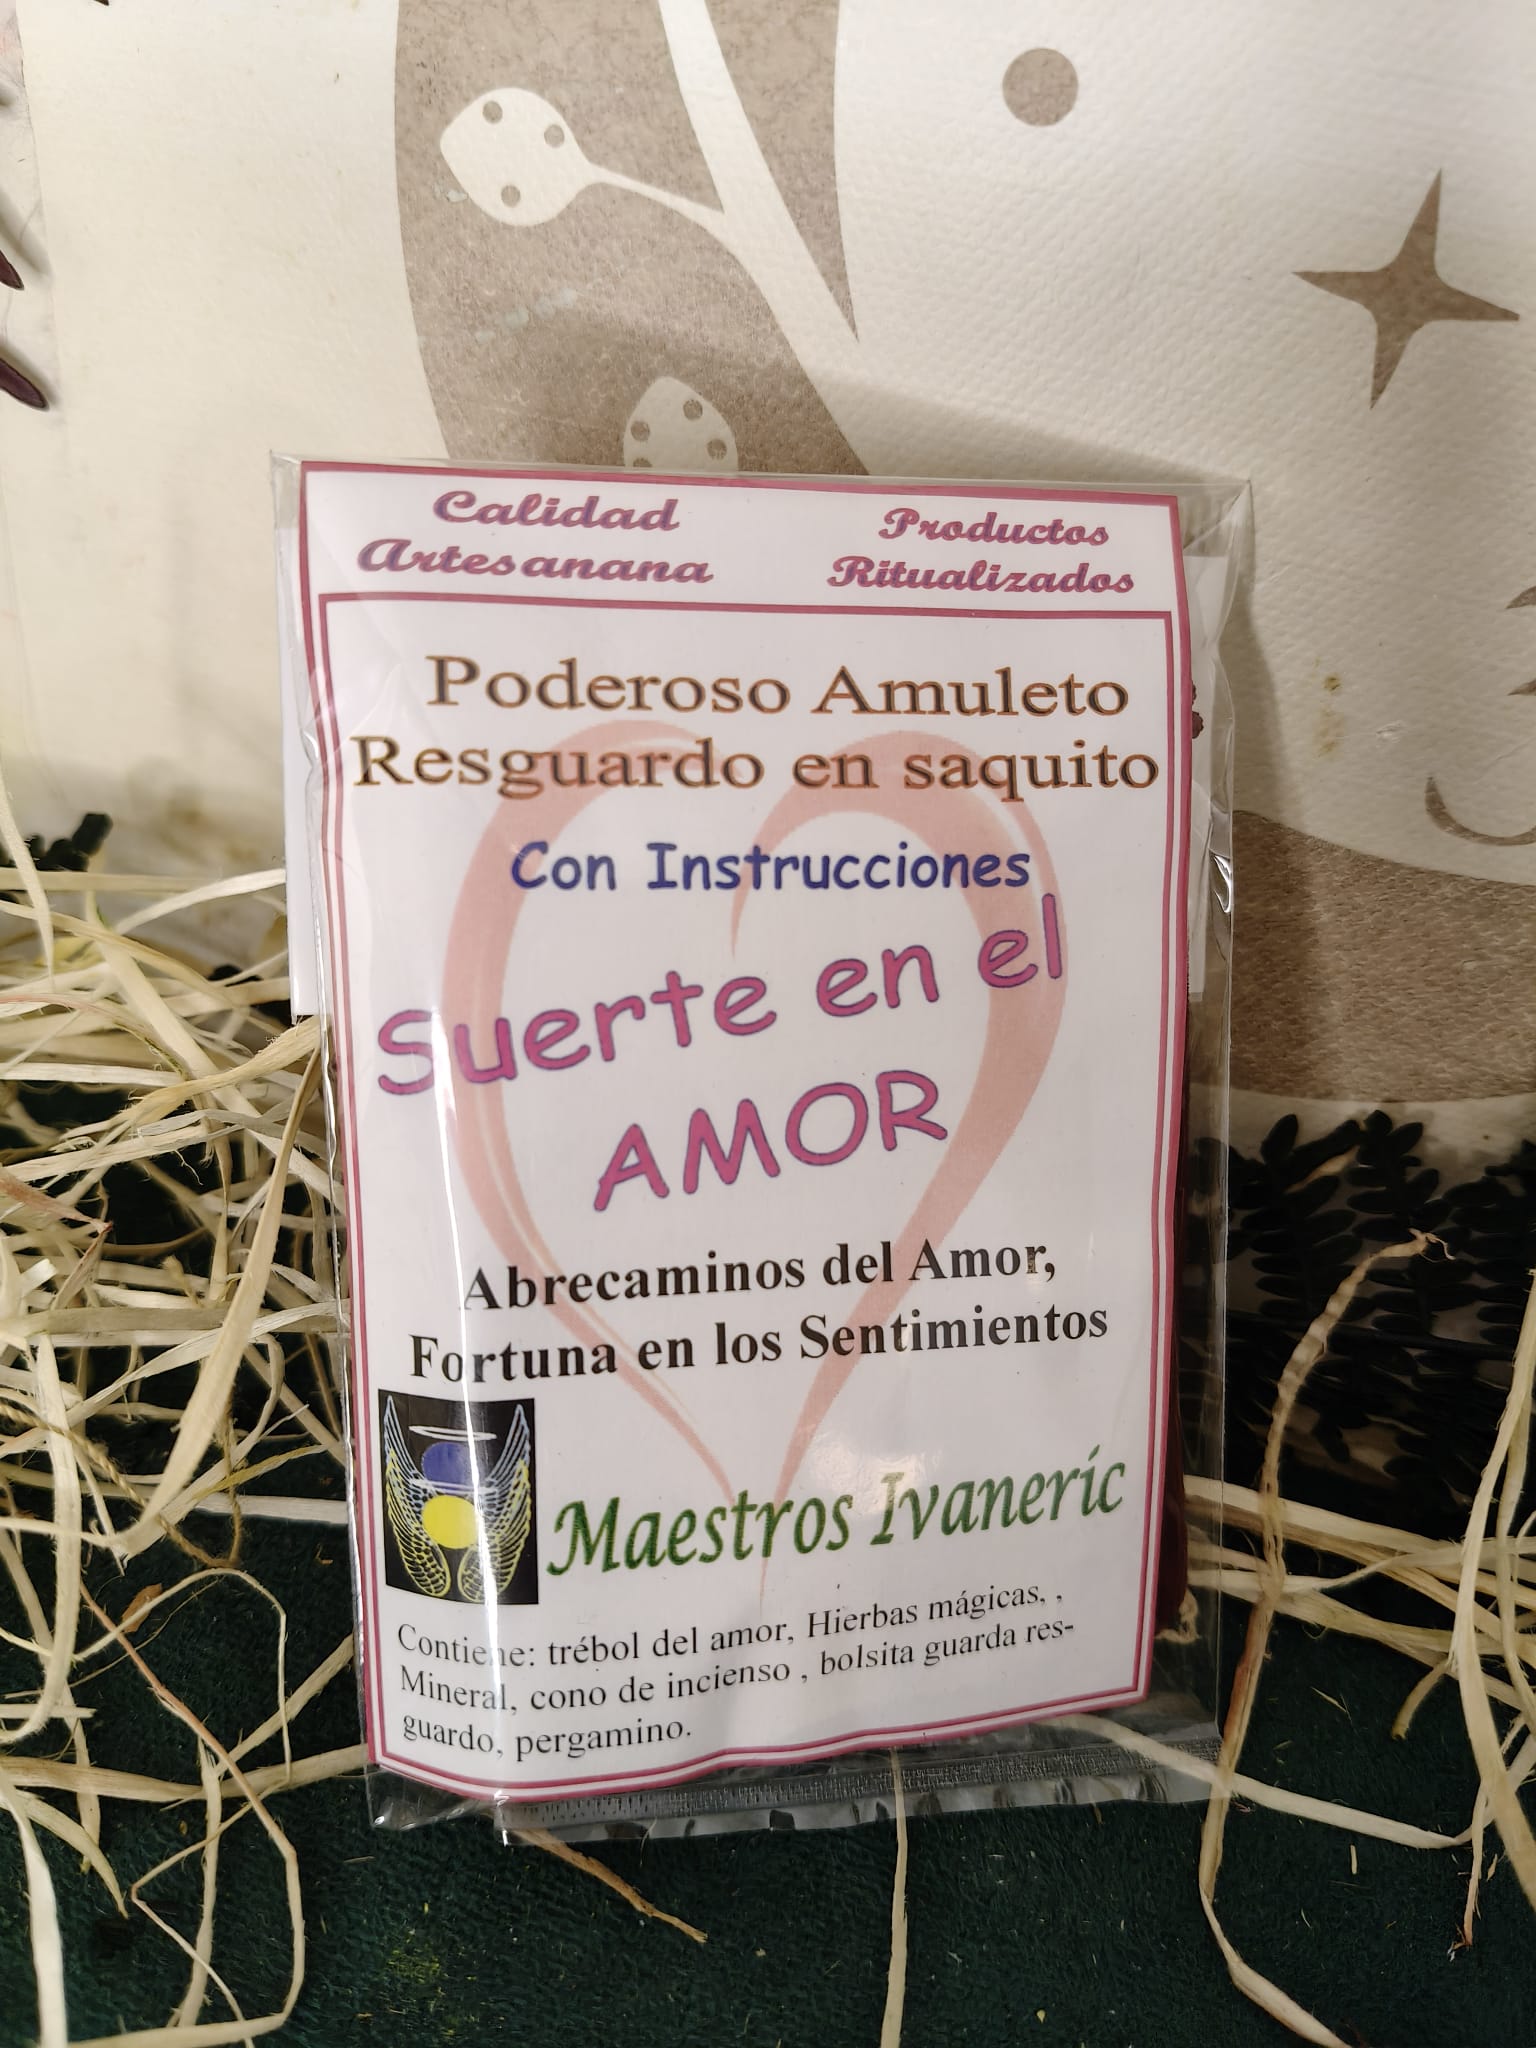 Calidad
Artesanana
Productos
Ritualizados
Poderoso Amuleto
Resguardo en saquito
Con Instrucciones
Suerte en el
AMOR
Abrecaminos del Amor,
Fortuna en los Sentimientos
Maestros Ivaneric
Contiene: trébol del amor, Hierbas mágicas, ,
Mineral, cono de incienso , bolsita guarda res-
guardo, pergamino.